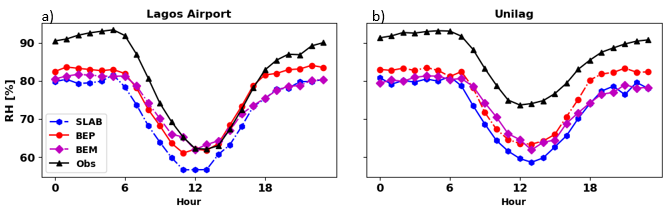 a) Lagos Airport
b) Unilag
RH [%]
90
80
70
60
SLAB
BEP
BEM
Obs
0 6 12 18
0 6 12 18
Hour
Hour